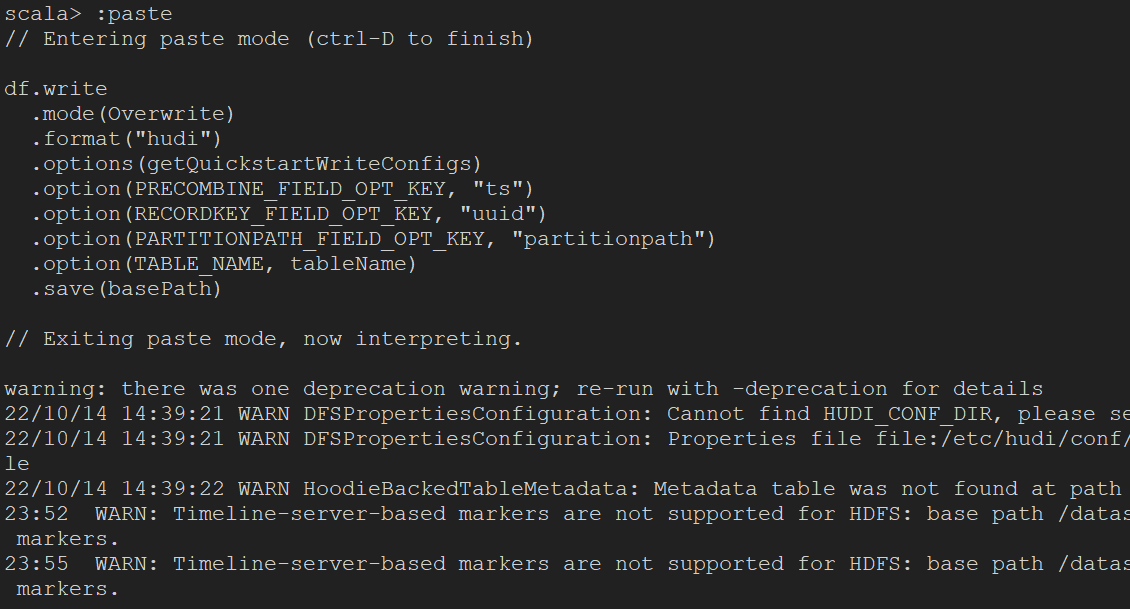 scala> :paste
// Entering paste mode (ctrl-D to finish)
df.write
.mode(Overwrite)
.format("hudi")
.options(getQuickstartWriteConfigs)
.option(PRECOMBINE_FIELD_OPT_KEY, "ts")
.option(RECORDKEY_FIELD_OPT_KEY, "uuid")
.option(PARTITIONPATH_FIELD_OPT_KEY, "partitionpath")
.option(TABLE_NAME, tableName)
.save(basePath)
// Exiting paste mode, now interpreting.
warning: there was one deprecation warning; re-run with -deprecation for details
22/10/14 14:39:21 WARN DFSPropertiesConfiguration: Cannot find HUDI_CONF_DIR, please se
22/10/14 14:39:21 WARN DFSPropertiesConfiguration: Properties file file:/etc/hudi/conf/
le
22/10/14 14:39:22 WARN HoodieBackedTableMetadata: Metadata table was not found at path
23:52  WARN: Timeline-server-based markers are not supported for HDFS: base path /datas
markers.
23:55  WARN: Timeline-server-based markers are not supported for HDFS: base path /datas
markers.